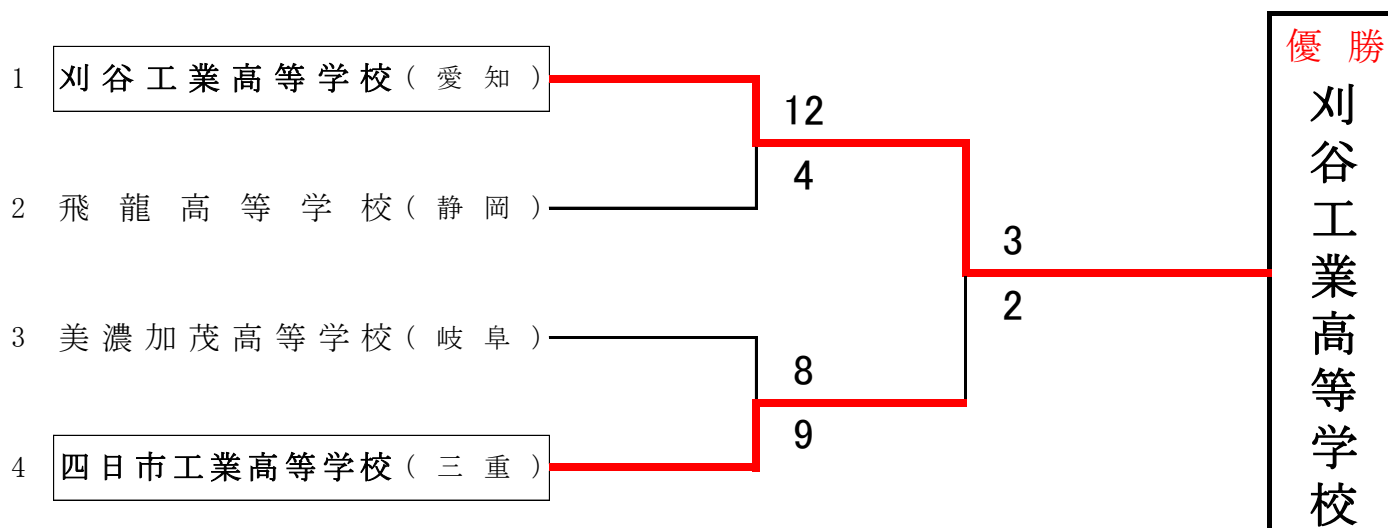 1 刈谷工業高等学校(愛知)
12
4
2 飛龍高等学校(静岡)
3
2
3 美濃加茂高等学校(岐阜)
8
9
4 四日市工業高等学校(三重)
優勝
刈谷工業高等学校